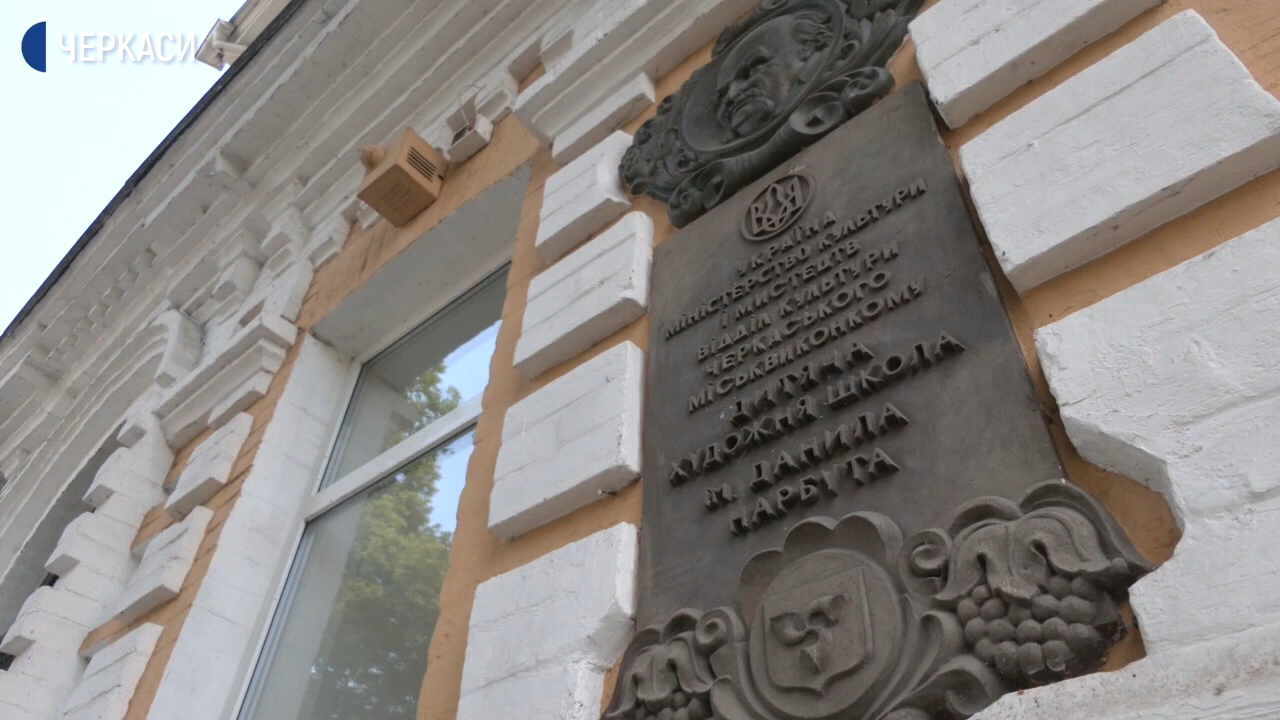 ЧЕРКАСИ
УКРАЇНА
МІНІСТЕРСТВО КУЛЬТУРИ
І МИСТЕЦТВ
ВІДДІЛ КУЛЬТУРИ
ЧЕРКАСЬКОГО
МІСЬКВИКОНКОМУ
ДИТЯЧА
ХУДОЖНЯ ШКОЛА
ІМ. ДАНИЛА
НАРБУТА